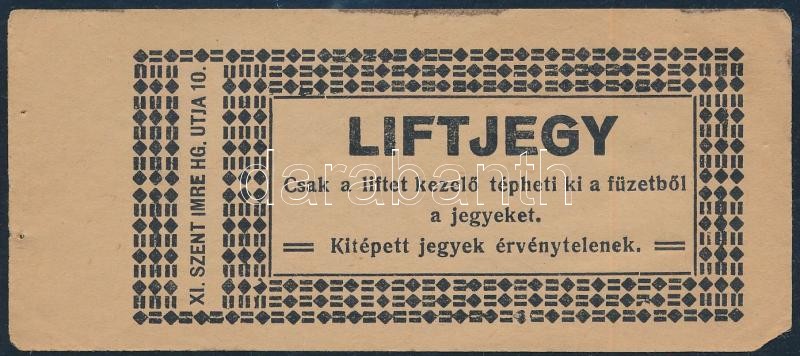 XI. SZENT IMRE HG. UTJA 10.
LIFTJEGY
Csak a liftet kezelő tépheti ki a füzetből
a jegyeket.
Kitépett jegyek érvénytelenek.
darabanth